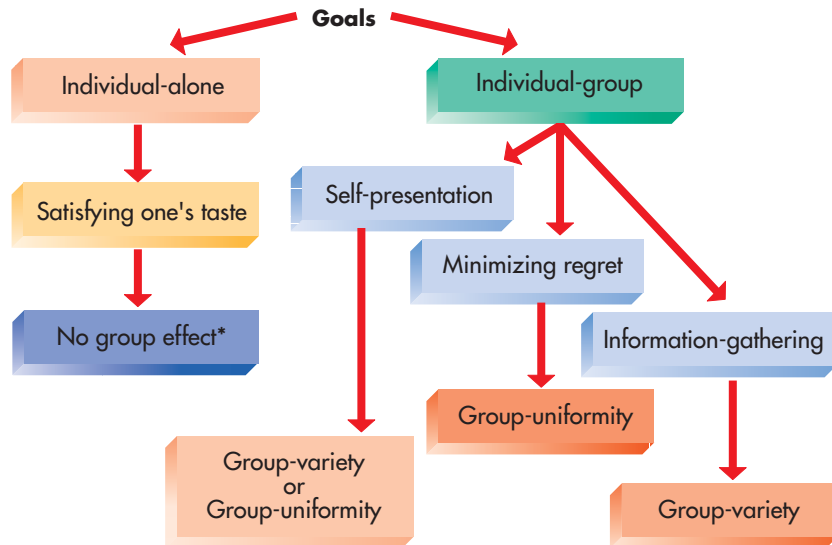 Goals
Individual-alone
Individual-group
Self-presentation
Satisfying one's taste
Minimizing regret
No group effect*
Information-gathering
Group-uniformity
Group-variety
or
Group-uniformity
Group-variety